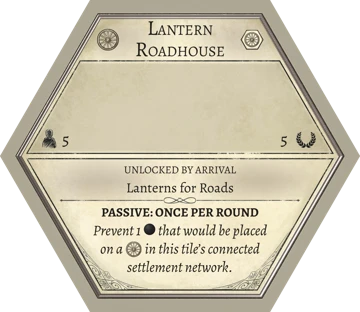 Lantern
Roadhouse
5
5
UNLOCKED BY ARRIVAL
Lanterns for Roads
PASSIVE: ONCE PER ROUND
Prevent 1 that would be placed
on a in this tile's connected
settlement network.